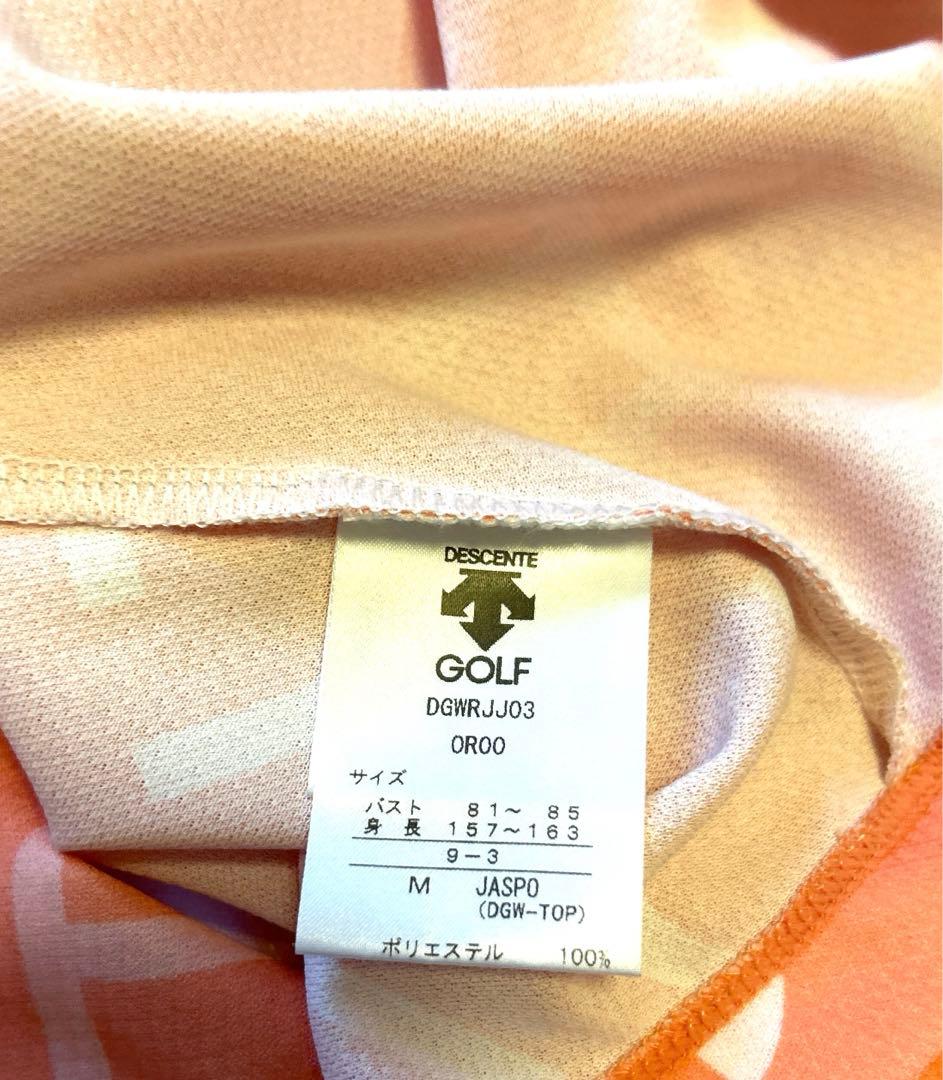 DESCENTE
GOLF
DGWRJJ03
OR00
サイズ
バスト 81〜 85
身 長 157〜163
9-3
M JASPO
(DGW-TOP)
ポリエステル 100%